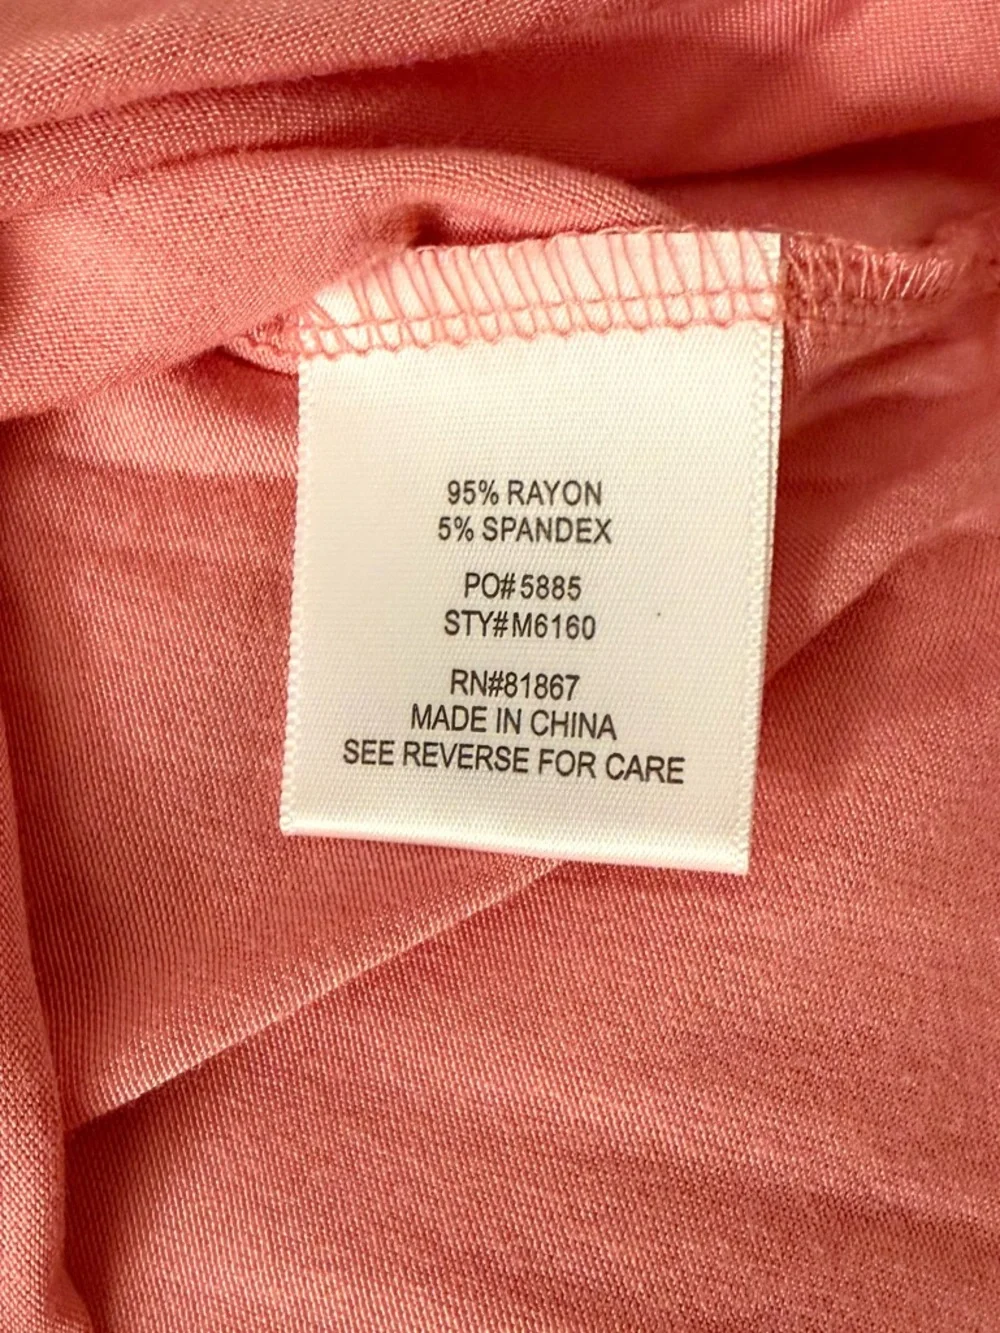 95% RAYON
5% SPANDEX
PO#5885
STY#M6160
RN#81867
MADE IN CHINA
SEE REVERSE FOR CARE